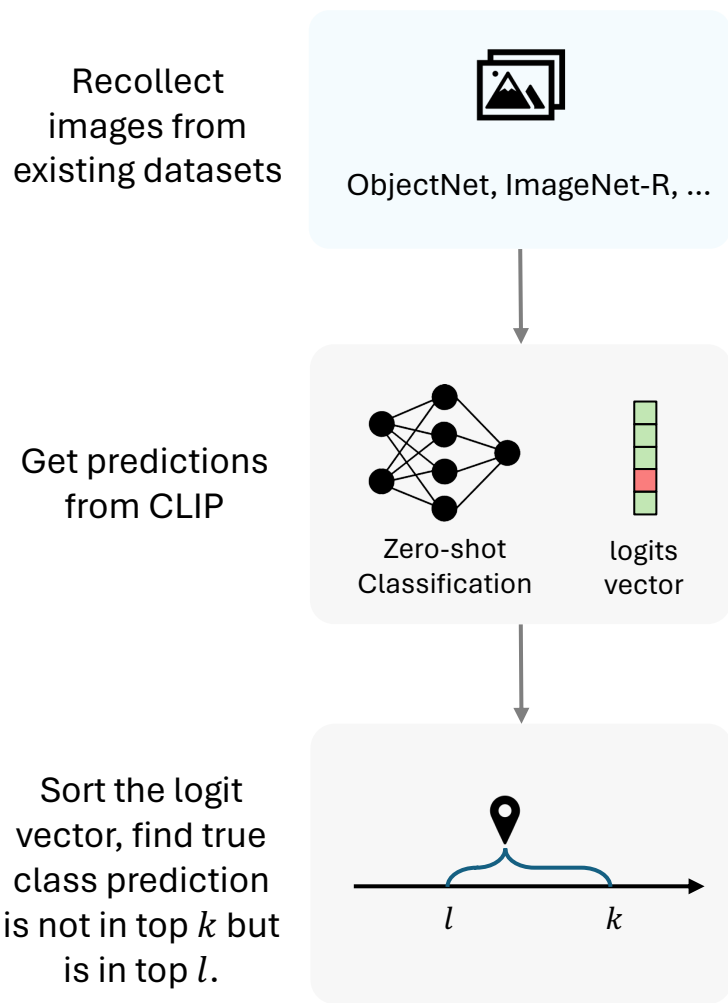 Recollect
images from
existing datasets
ObjectNet, ImageNet-R, ...
Get predictions
from CLIP
Zero-shot
Classification
logits
vector
Sort the logit
vector, find true
class prediction
is not in top k but
is in top l.
l
k